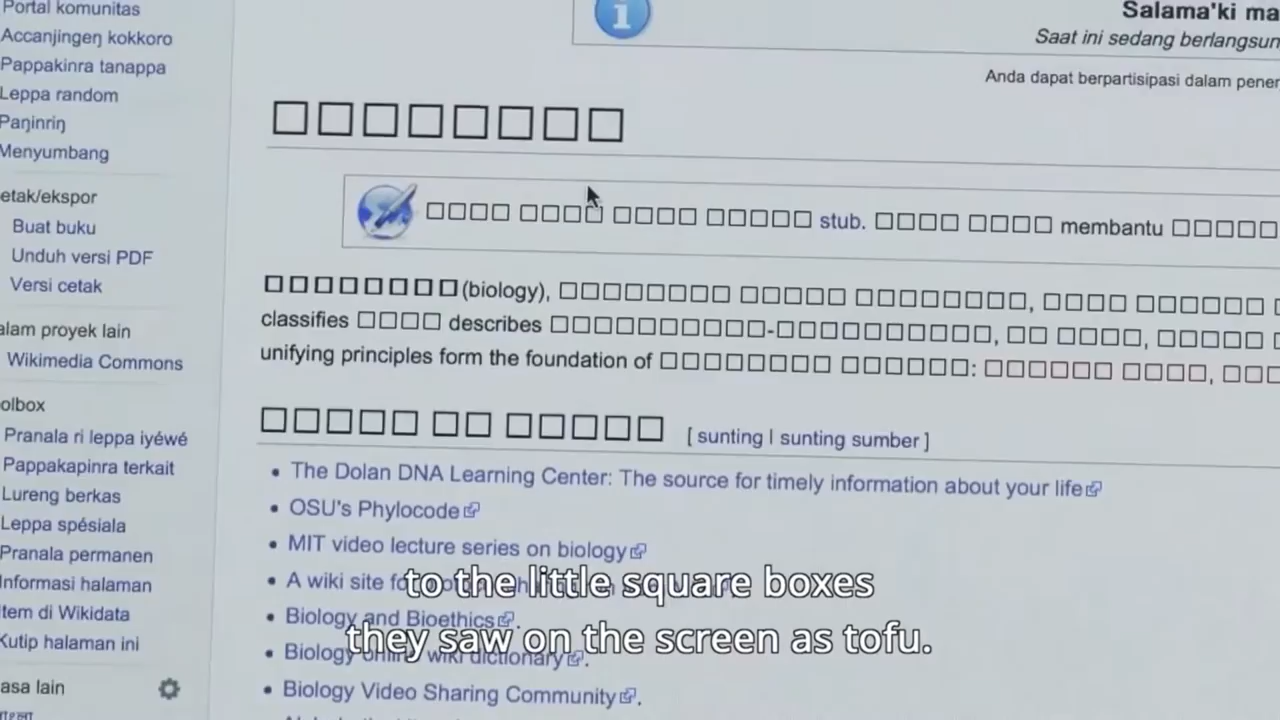 Portal komunitas
Accanjingeŋ kokkoro
Pappakinra tanappa
Leppa random
Paŋinriŋ
Menyumbang
etak/ekspor
Buat buku
Unduh versi PDF
Versi cetak
alam proyek lain
Wikimedia Commons
olbox
Pranala ri leppa iyéwé
Pappakapinra terkait
Lureng berkas
Leppa spésiala
Pranala permanen
Informasi halaman
tem di Wikidata
Kutip halaman ini
asa lain
Salama'ki ma
Saat ini sedang berlangsun
Anda dapat berpartisipasi dalam pener
□□□□□□□□
□□□□ □□□□ □□□□ □□□□□ stub. □□□□ □□□□ membantu □□□□□
□□□□□□□□(biology), □□□□□□□□ □□□□□ □□□□□□□□, □□□□ □□□□□□
classifies □□□□ describes □□□□□□□□□□-□□□□□□□□□□, □□ □□□□, □□□□□
unifying principles form the foundation of □□□□□□□□ □□□□□□: □□□□□□ □□□□, □□□
□□□□□ □□ □□□□□ [ sunting | sunting sumber ]
The Dolan DNA Learning Center: The source for timely information about your life
OSU's Phylocode
MIT video lecture series on biology
A wiki site fo
Biology and Bioethics.
Biology online wiki dictionary.
Biology Video Sharing Community.
to the little square boxes
they saw on the screen as tofu.